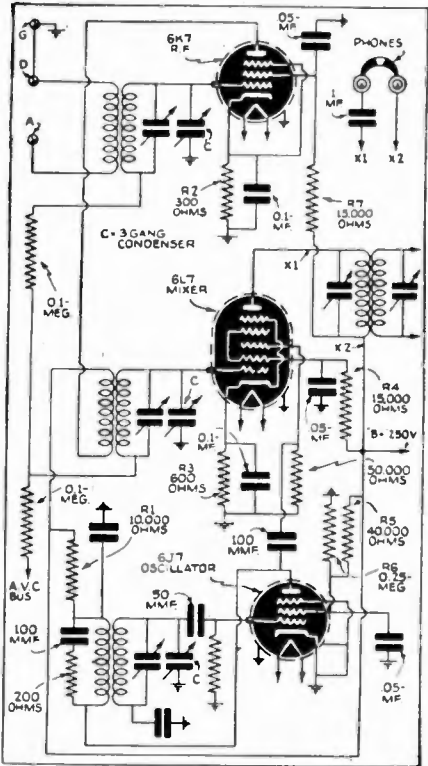 G
D
A
6K7
R.F.
.05-
MF.
PHONES
1
MF.
X1
X2
C
R2
300
OHMS
0.1-
MF.
C = 3 GANG
CONDENSER
R7
15,000
OHMS
0.1-
MEG.
6L7
MIXER
X1
X2
C
R4
15,000
OHMS
.05-
MF.
B+250V.
0.1-
MF.
R3
600
OHMS
50,000
OHMS
0.1-
MEG.
R1
10,000
OHMS
A.V.C
BUS
100
MMF.
6J7
OSCILLATOR
R5
40,000
OHMS
R6
0.25-
MEG
50
MMF.
100
MMF.
200
OHMS
C
.05-
MF.